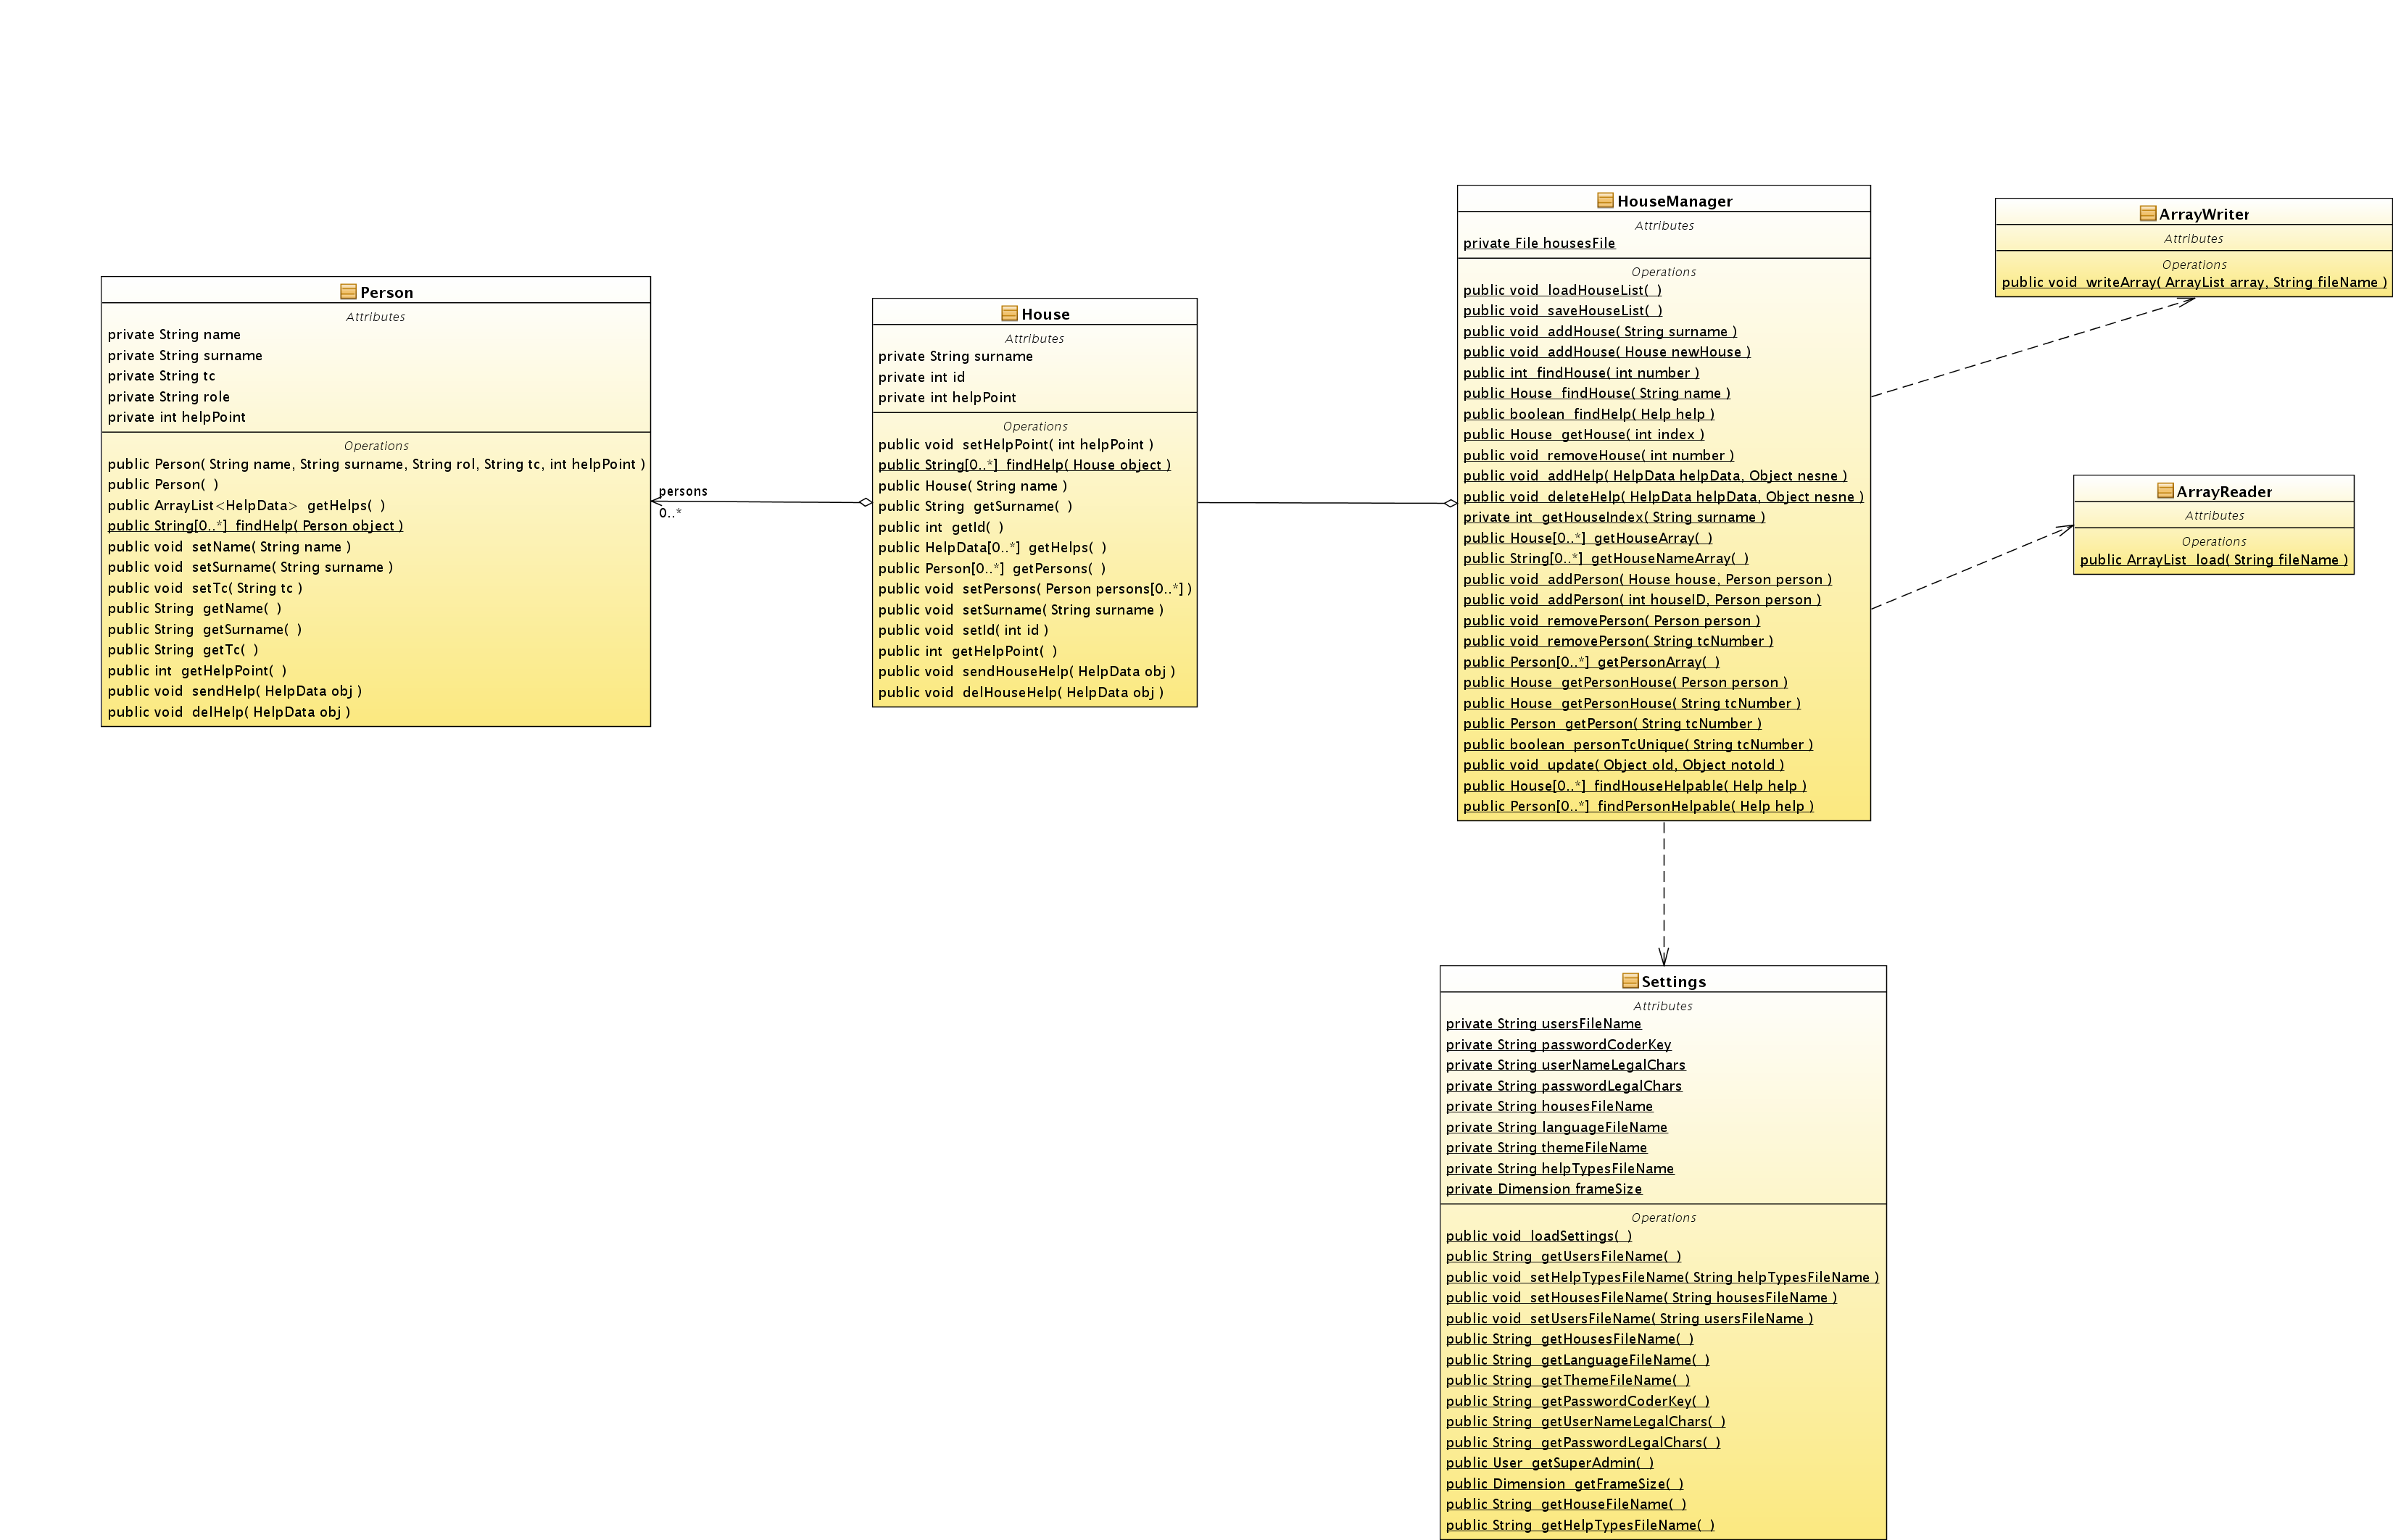 Person
Attributes
private String name
private String surname
private String tc
private String role
private int helpPoint
Operations
public Person( String name, String surname, String rol, String tc, int helpPoint )
public Person(  )
public ArrayList<HelpData>  getHelps(  )
public String[0..*]  findHelp( Person object )
public void  setName( String name )
public void  setSurname( String surname )
public void  setTc( String tc )
public String  getName(  )
public String  getSurname(  )
public String  getTc(  )
public int  getHelpPoint(  )
public void  sendHelp( HelpData obj )
public void  delHelp( HelpData obj )
persons
0..*
House
Attributes
private String surname
private int id
private int helpPoint
Operations
public void  setHelpPoint( int helpPoint )
public String[0..*]  findHelp( House object )
public House( String name )
public String  getSurname(  )
public int  getId(  )
public HelpData[0..*]  getHelps(  )
public Person[0..*]  getPersons(  )
public void  setPersons( Person persons[0..*] )
public void  setSurname( String surname )
public void  setId( int id )
public int  getHelpPoint(  )
public void  sendHouseHelp( HelpData obj )
public void  delHouseHelp( HelpData obj )
HouseManager
Attributes
private File housesFile
Operations
public void  loadHouseList(  )
public void  saveHouseList(  )
public void  addHouse( String surname )
public void  addHouse( House newHouse )
public int  findHouse( int number )
public House  findHouse( String name )
public boolean  findHelp( Help help )
public House  getHouse( int index )
public void  removeHouse( int number )
public void  addHelp( HelpData helpData, Object nesne )
public void  deleteHelp( HelpData helpData, Object nesne )
private int  getHouseIndex( String surname )
public House[0..*]  getHouseArray(  )
public String[0..*]  getHouseNameArray(  )
public void  addPerson( House house, Person person )
public void  addPerson( int houseID, Person person )
public void  removePerson( Person person )
public void  removePerson( String tcNumber )
public Person[0..*]  getPersonArray(  )
public House  getPersonHouse( Person person )
public House  getPersonHouse( String tcNumber )
public Person  getPerson( String tcNumber )
public boolean  personTcUnique( String tcNumber )
public void  update( Object old, Object notold )
public House[0..*]  findHouseHelpable( Help help )
public Person[0..*]  findPersonHelpable( Help help )
ArrayWriter
Attributes
Operations
public void  writeArray( ArrayList array, String fileName )
ArrayReader
Attributes
Operations
public ArrayList  load( String fileName )
Settings
Attributes
private String usersFileName
private String passwordCoderKey
private String userNameLegalChars
private String passwordLegalChars
private String housesFileName
private String languageFileName
private String themeFileName
private String helpTypesFileName
private Dimension frameSize
Operations
public void  loadSettings(  )
public String  getUsersFileName(  )
public void  setHelpTypesFileName( String helpTypesFileName )
public void  setHousesFileName( String housesFileName )
public void  setUsersFileName( String usersFileName )
public String  getHousesFileName(  )
public String  getLanguageFileName(  )
public String  getThemeFileName(  )
public String  getPasswordCoderKey(  )
public String  getUserNameLegalChars(  )
public String  getPasswordLegalChars(  )
public User  getSuperAdmin(  )
public Dimension  getFrameSize(  )
public String  getHouseFileName(  )
public String  getHelpTypesFileName(  )